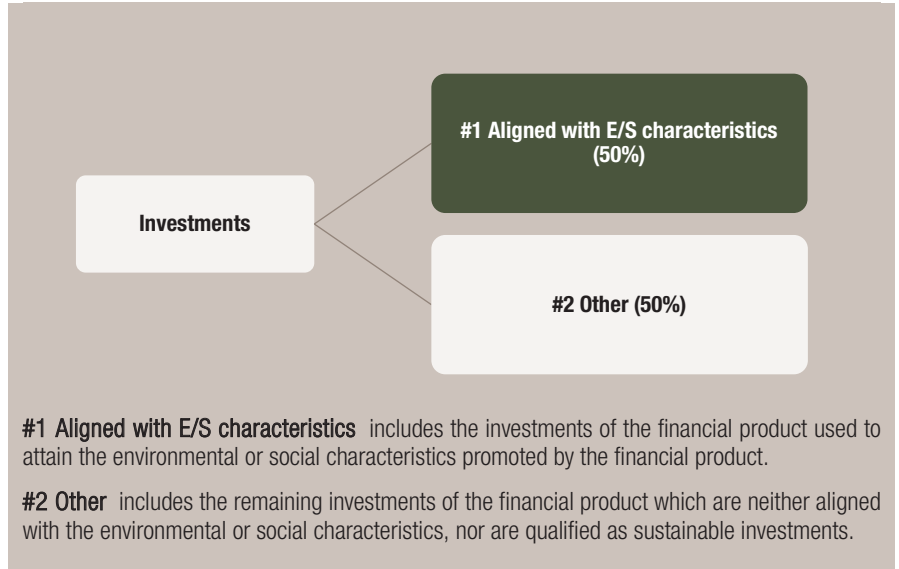 #1 Aligned with E/S characteristics
(50%)
Investments
#2 Other (50%)
#1 Aligned with E/S characteristics includes the investments of the financial product used to
attain the environmental or social characteristics promoted by the financial product.
#2 Other includes the remaining investments of the financial product which are neither aligned
with the environmental or social characteristics, nor are qualified as sustainable investments.